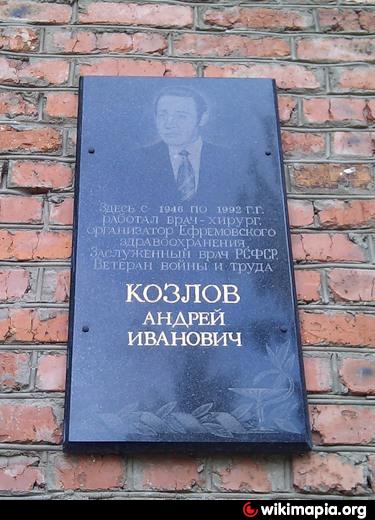 Здесь с 1946 по 1992 г.г.
работал врач-хирург,
организатор Ефремовского
здравоохранения,
Заслуженный врач РСФСР,
Ветеран войны и труда
КОЗЛОВ
АНДРЕЙ
ИВАНОВИЧ
wikimapia.org